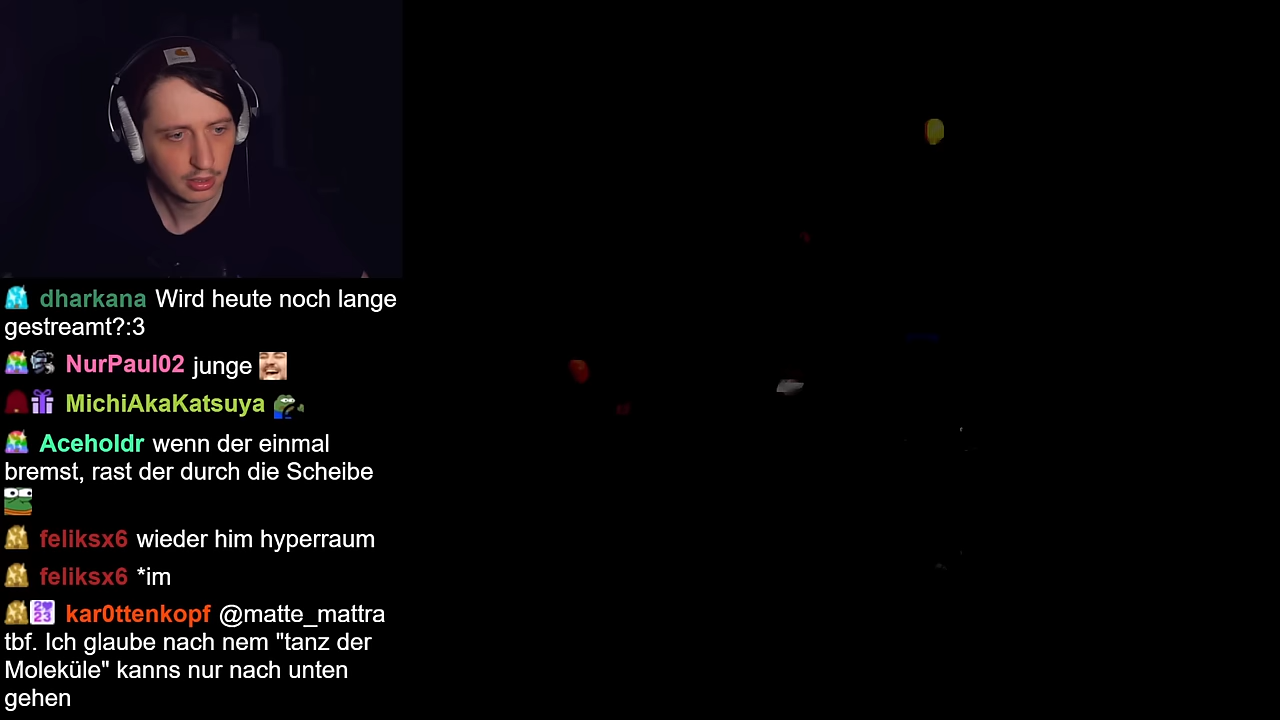 dharkana Wird heute noch lange
gestreamt?:3
NurPaul02 junge
MichiAkaKatsuya
Aceholdr wenn der einmal
bremst, rast der durch die Scheibe
feliksx6 wieder him hyperraum
feliksx6 *im
kar0ttenkopf @matte_mattra
tbf. Ich glaube nach nem "tanz der
Moleküle" kanns nur nach unten
gehen